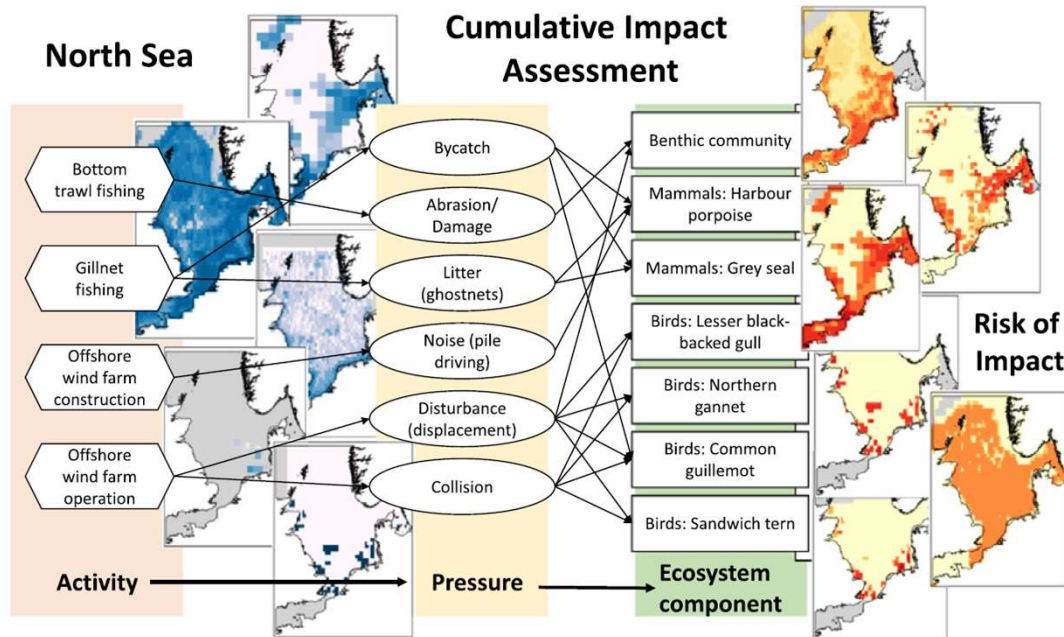 North Sea
Cumulative Impact
Assessment
Bottom
trawl fishing
Gillnet
fishing
Offshore
wind farm
construction
Offshore
wind farm
operation
Activity
Bycatch
Abrasion/
Damage
Litter
(ghostnets)
Noise (pile
driving)
Disturbance
(displacement)
Collision
Pressure
Benthic community
Mammals: Harbour
porpoise
Mammals: Grey seal
Birds: Lesser black-
backed gull
Birds: Northern
gannet
Birds: Common
guillemot
Birds: Sandwich tern
Ecosystem
component
Risk of
Impact